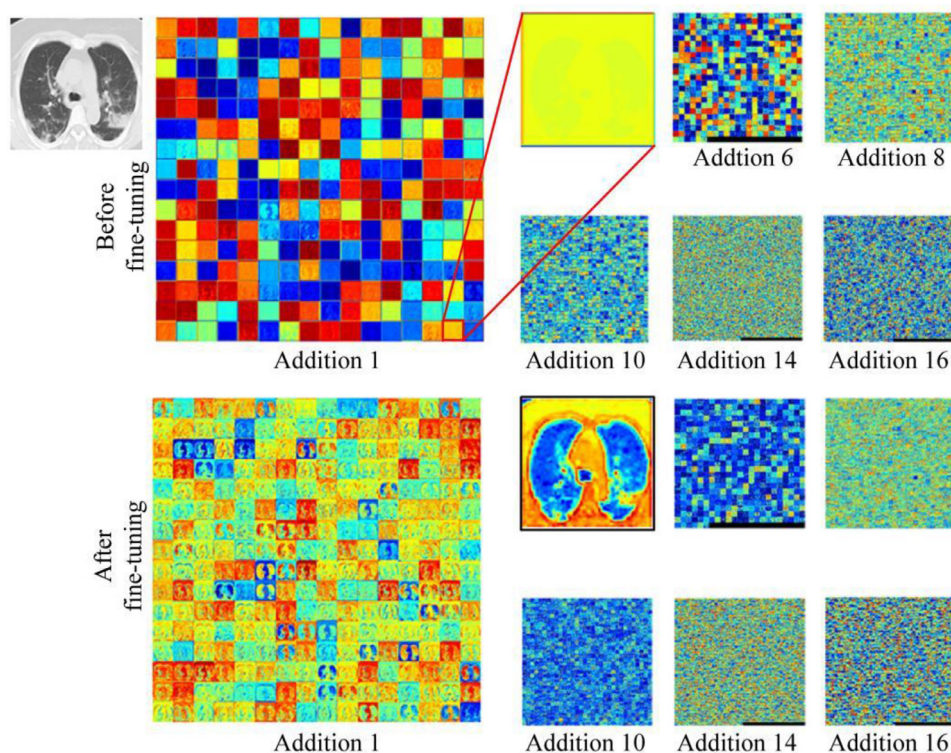 Before
fine-tuning
Addition 1
Addtion 6
Addition 8
Addition 10
Addition 14
Addition 16
After
fine-tuning
Addition 1
Addition 10
Addition 14
Addition 16